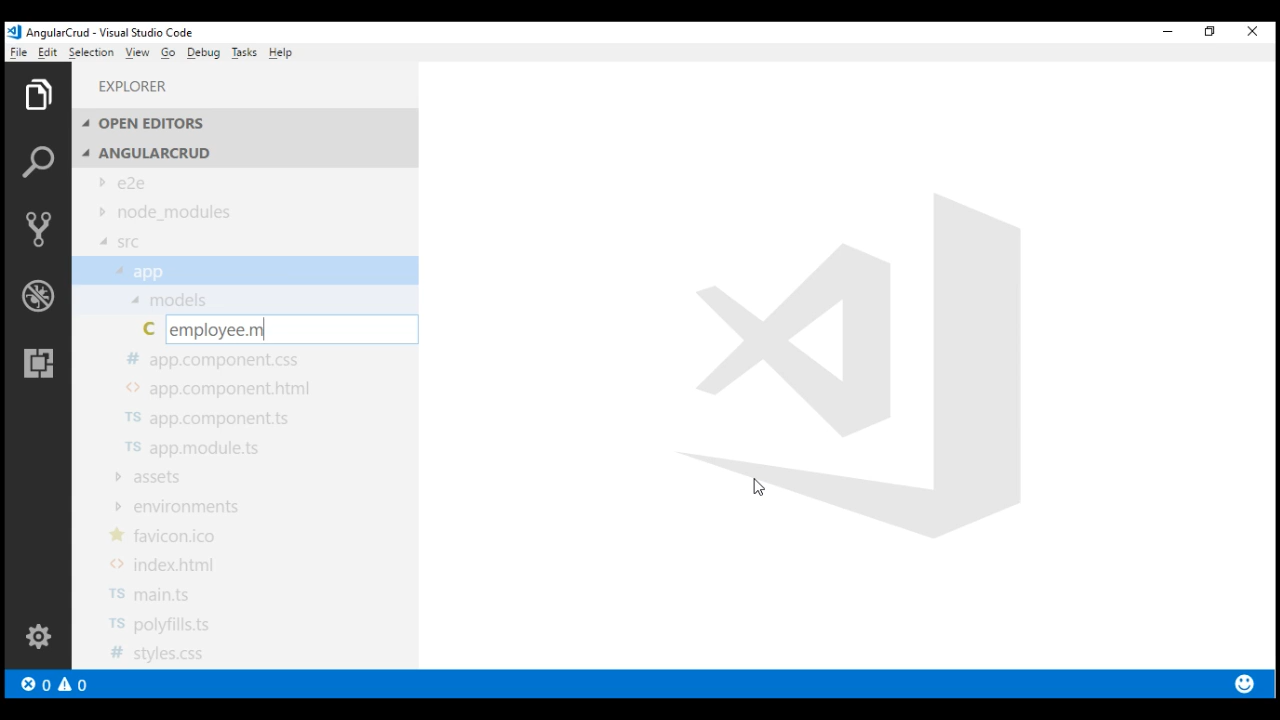 AngularCrud - Visual Studio Code
File Edit Selection View Go Debug Tasks Help
EXPLORER
OPEN EDITORS
ANGULARCRUD
e2e
node_modules
src
app
models
C employee.m
# app.component.css
<> app.component.html
TS app.component.ts
TS app.module.ts
assets
environments
favicon.ico
<> index.html
TS main.ts
TS polyfills.ts
# styles.css
0 0